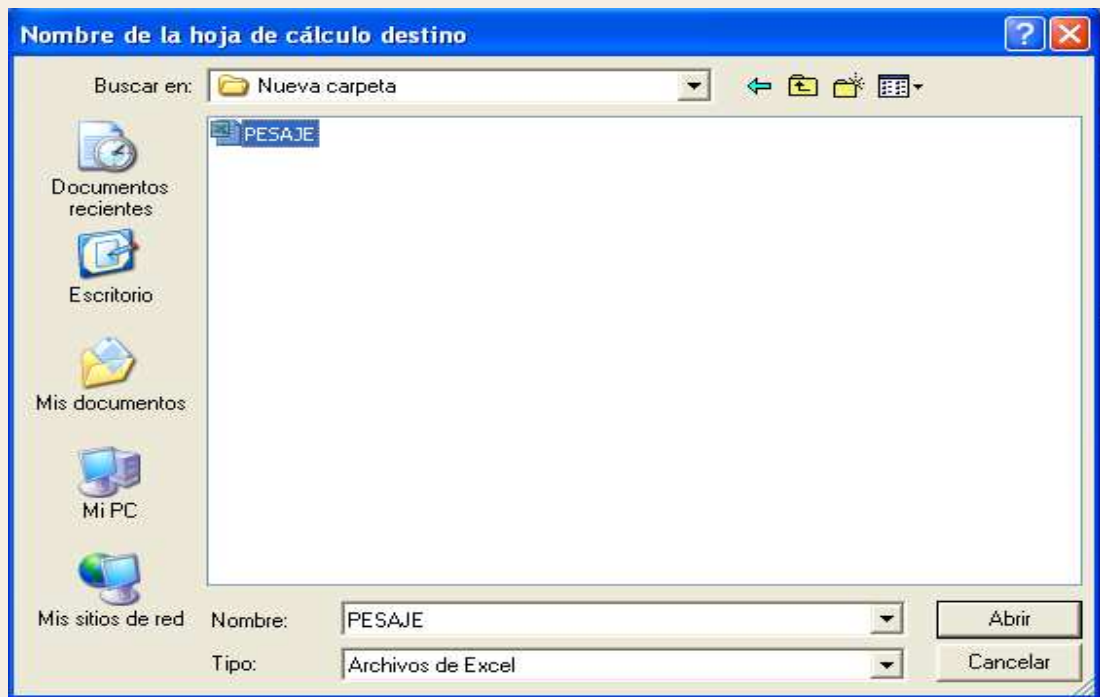 Nombre de la hoja de cálculo destino
Buscar en: Nueva carpeta
PESAJE
Documentos
recientes
Escritorio
Mis documentos
Mi PC
Mis sitios de red
Nombre: PESAJE Abrir
Tipo: Archivos de Excel Cancelar